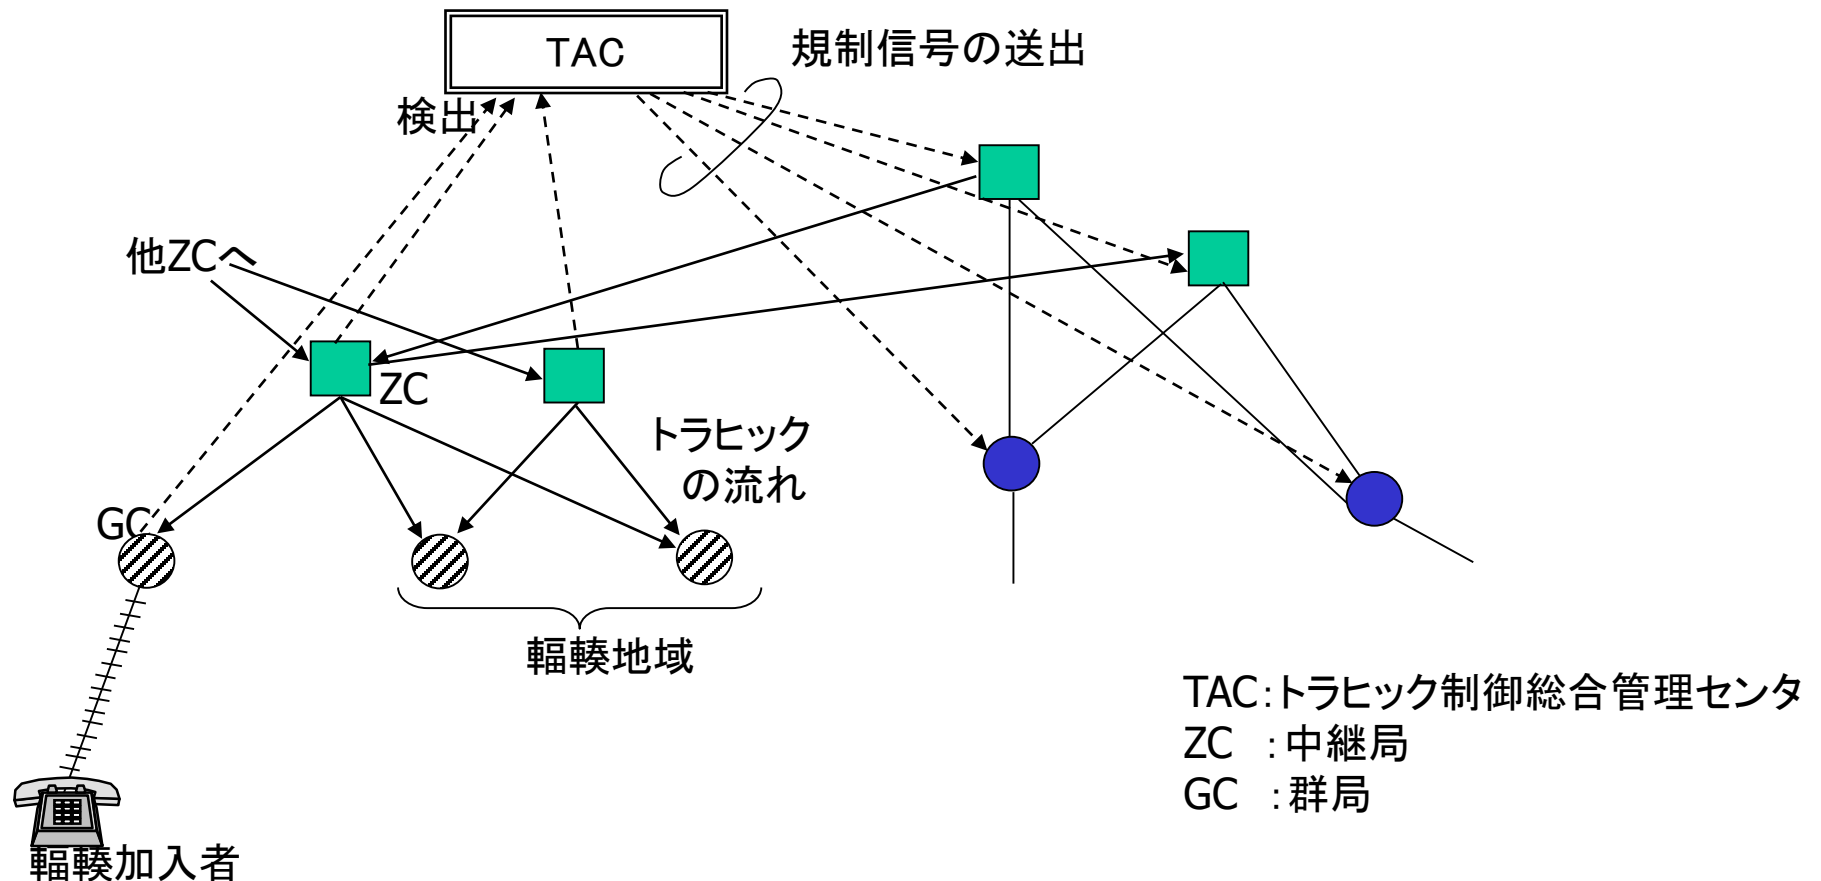 TAC
規制信号の送出
検出
他ZCへ
ZC
トラヒック
の流れ
GC
輻輳地域
TAC:トラヒック制御総合管理センタ
ZC :中継局
GC :群局
輻輳加入者